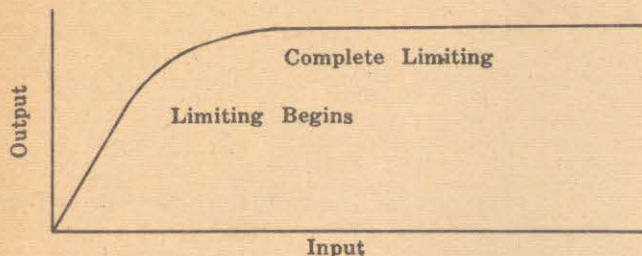 Complete Limiting
Limiting Begins
Output
Input